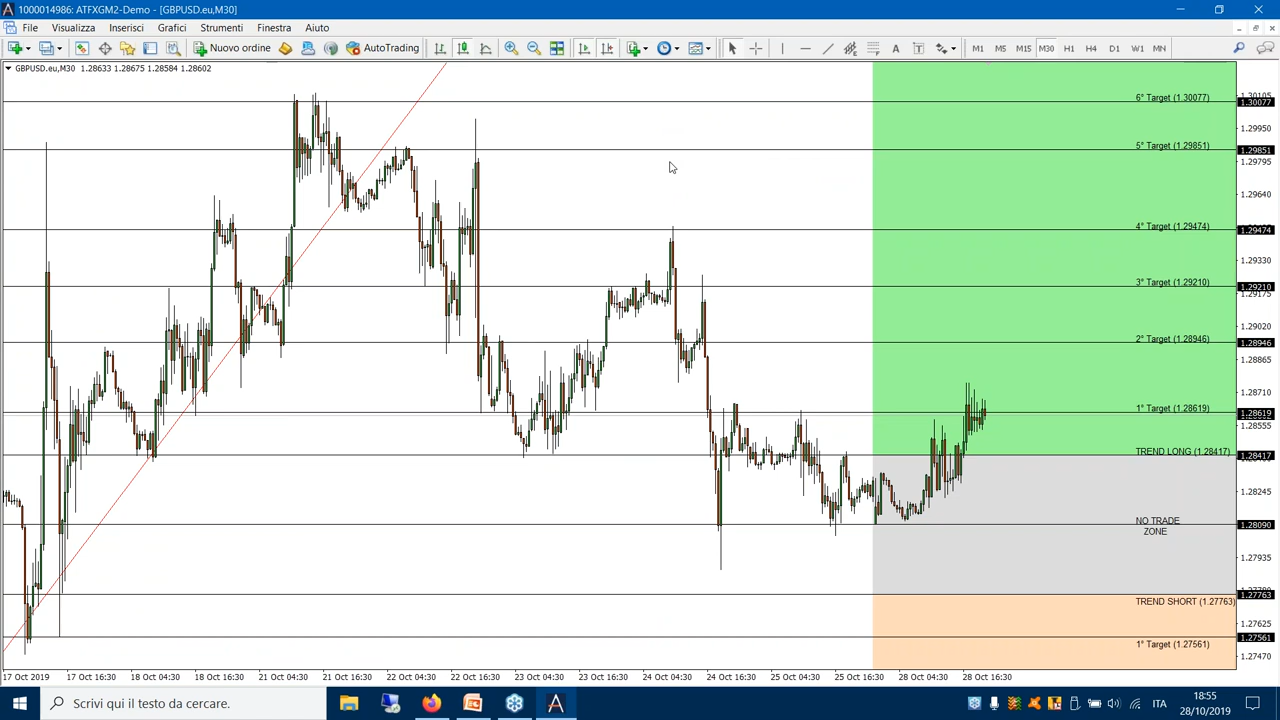 1000014986: ATFXGM2-Demo - [GBPUSD.eu,M30]
File Visualizza Inserisci Grafici Strumenti Finestra Aiuto
Nuovo ordine AutoTrading M1 M5 M15 M30 H1 H4 D1 W1 MN
GBPUSD.eu,M30 1.28633 1.28675 1.28584 1.28602
6° Target (1.30077)
5° Target (1.29851)
4° Target (1.29474)
3° Target (1.29210)
2° Target (1.28946)
1° Target (1.28619)
TREND LONG (1.28417)
NO TRADE
ZONE
TREND SHORT (1.27763)
1° Target (1.27561)
1.30105
1.30077
1.29950
1.29851
1.29795
1.29640
1.29474
1.29330
1.29210
1.29175
1.29020
1.28946
1.28865
1.28710
1.28619
1.28555
1.28417
1.28245
1.28090
1.27935
1.27763
1.27625
1.27561
1.27470
17 Oct 2019 17 Oct 16:30 18 Oct 04:30 18 Oct 16:30 21 Oct 04:30 21 Oct 16:30 22 Oct 04:30 22 Oct 16:30 23 Oct 04:30 23 Oct 16:30 24 Oct 04:30 24 Oct 16:30 25 Oct 04:30 25 Oct 16:30 28 Oct 04:30 28 Oct 16:30
Scrivi qui il testo da cercare.
ITA
18:55
28/10/2019